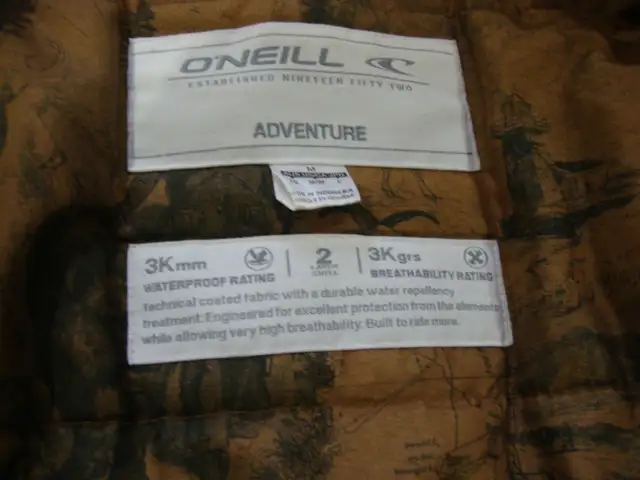 O'NEILL
ESTABLISHED NINETEEN FIFTY TWO
ADVENTURE
M
3Kmm
WATERPROOF RATING
2
LAYER
3Kgrs
BREATHABILITY RATING
technical coated fabric with a durable water repellency
treatment. Engineered for excellent protection from the elements
while allowing very high breathability. Built to ride more.